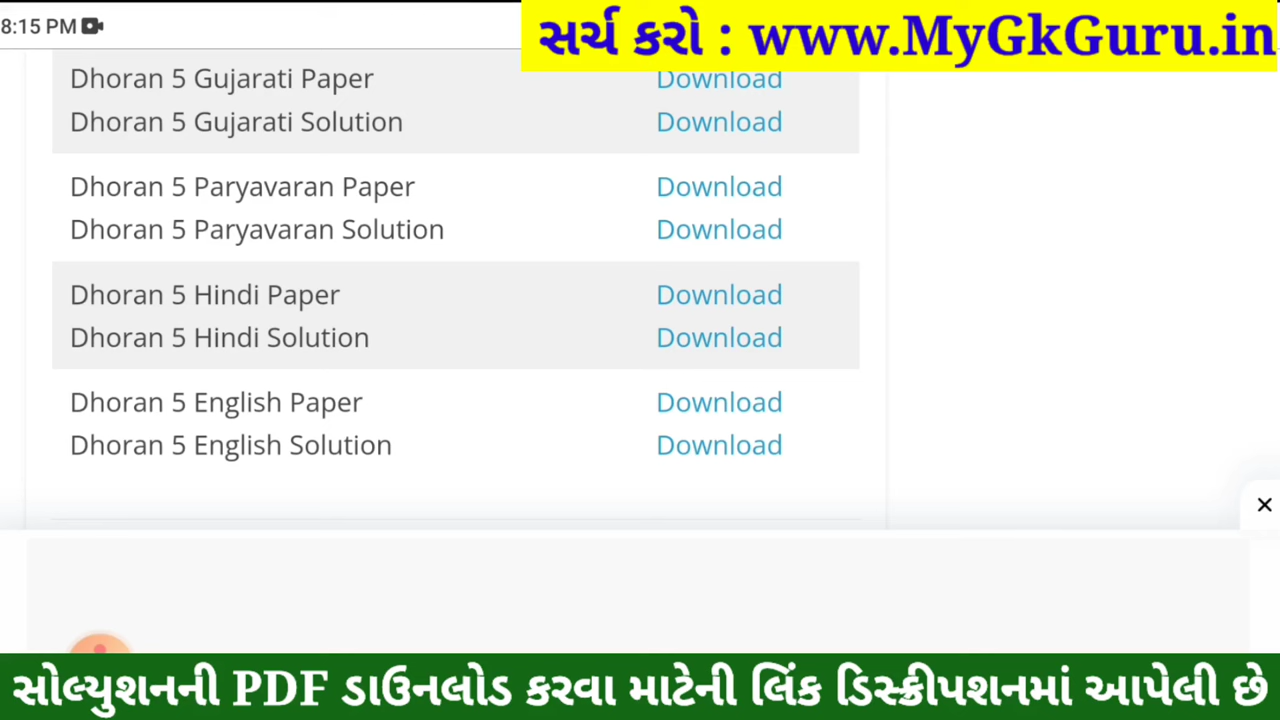 8:15 PM
સર્ચ કરો : www.MyGkGuru.in
Dhoran 5 Gujarati Paper Download
Dhoran 5 Gujarati Solution Download
Dhoran 5 Paryavaran Paper Download
Dhoran 5 Paryavaran Solution Download
Dhoran 5 Hindi Paper Download
Dhoran 5 Hindi Solution Download
Dhoran 5 English Paper Download
Dhoran 5 English Solution Download
સોલ્યુશનની PDF ડાઉનલોડ કરવા માટેની લિંક ડિસ્ક્રીપશનમાં આપેલી છે